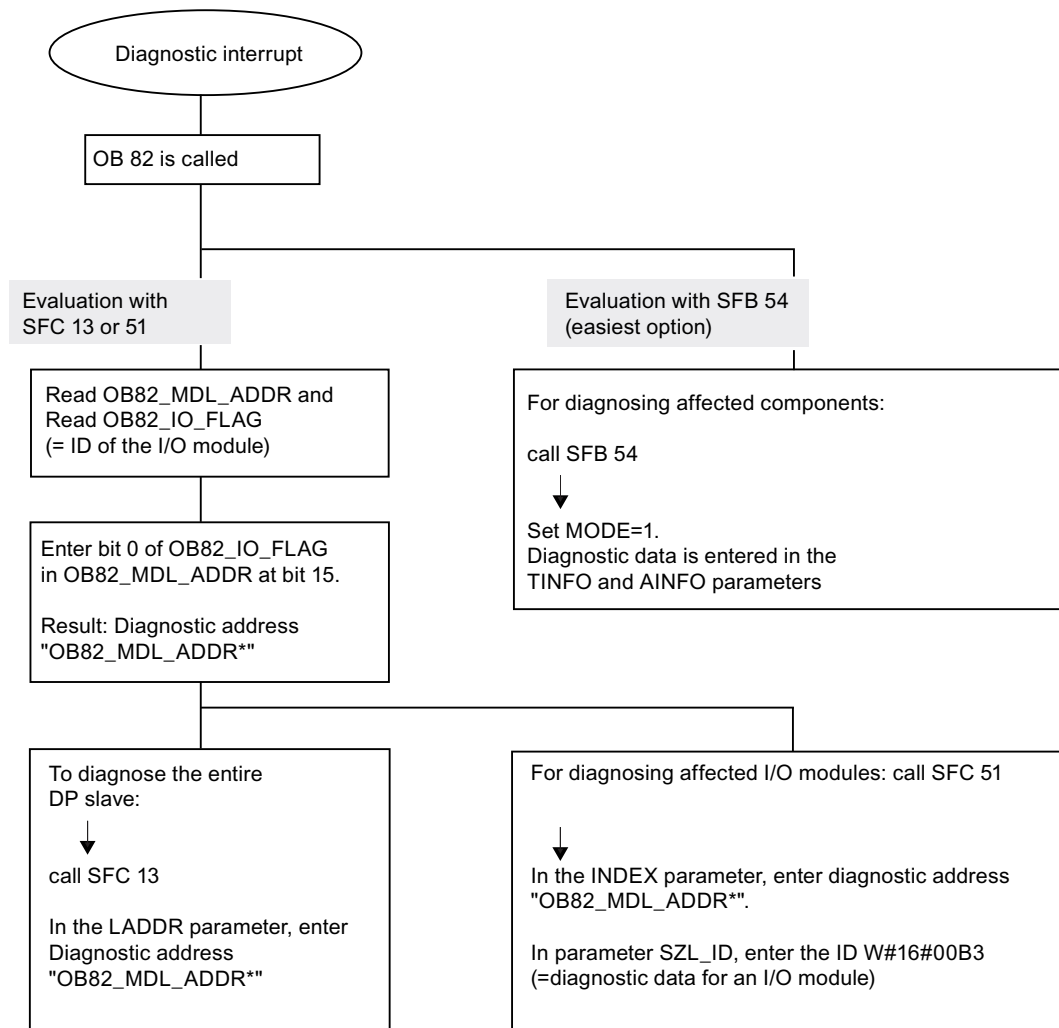 Diagnostic interrupt
OB 82 is called
Evaluation with
SFC 13 or 51
Evaluation with SFB 54
(easiest option)
Read OB82_MDL_ADDR and
Read OB82_IO_FLAG
(= ID of the I/O module)
For diagnosing affected components:
call SFB 54
Set MODE=1.
Diagnostic data is entered in the
TINFO and AINFO parameters
Enter bit 0 of OB82_IO_FLAG
in OB82_MDL_ADDR at bit 15.
Result: Diagnostic address
"OB82_MDL_ADDR*"
To diagnose the entire
DP slave:
call SFC 13
In the LADDR parameter, enter
Diagnostic address
"OB82_MDL_ADDR*"
For diagnosing affected I/O modules: call SFC 51
In the INDEX parameter, enter diagnostic address
"OB82_MDL_ADDR*".
In parameter SZL_ID, enter the ID W#16#00B3
(=diagnostic data for an I/O module)